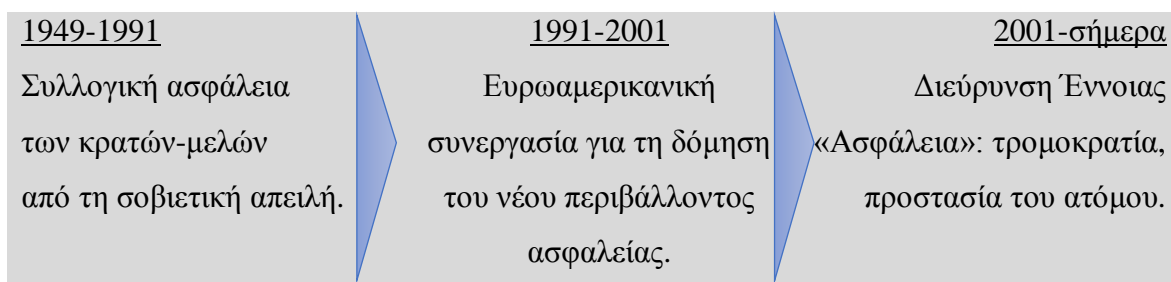 1949-1991
Συλλογική ασφάλεια
των κρατών-μελών
από τη σοβιετική απειλή.
1991-2001
Ευρωαμερικανική
συνεργασία για τη δόμηση
του νέου περιβάλλοντος
ασφαλείας.
2001-σήμερα
Διεύρυνση Έννοιας
«Ασφάλεια»: τρομοκρατία,
προστασία του ατόμου.